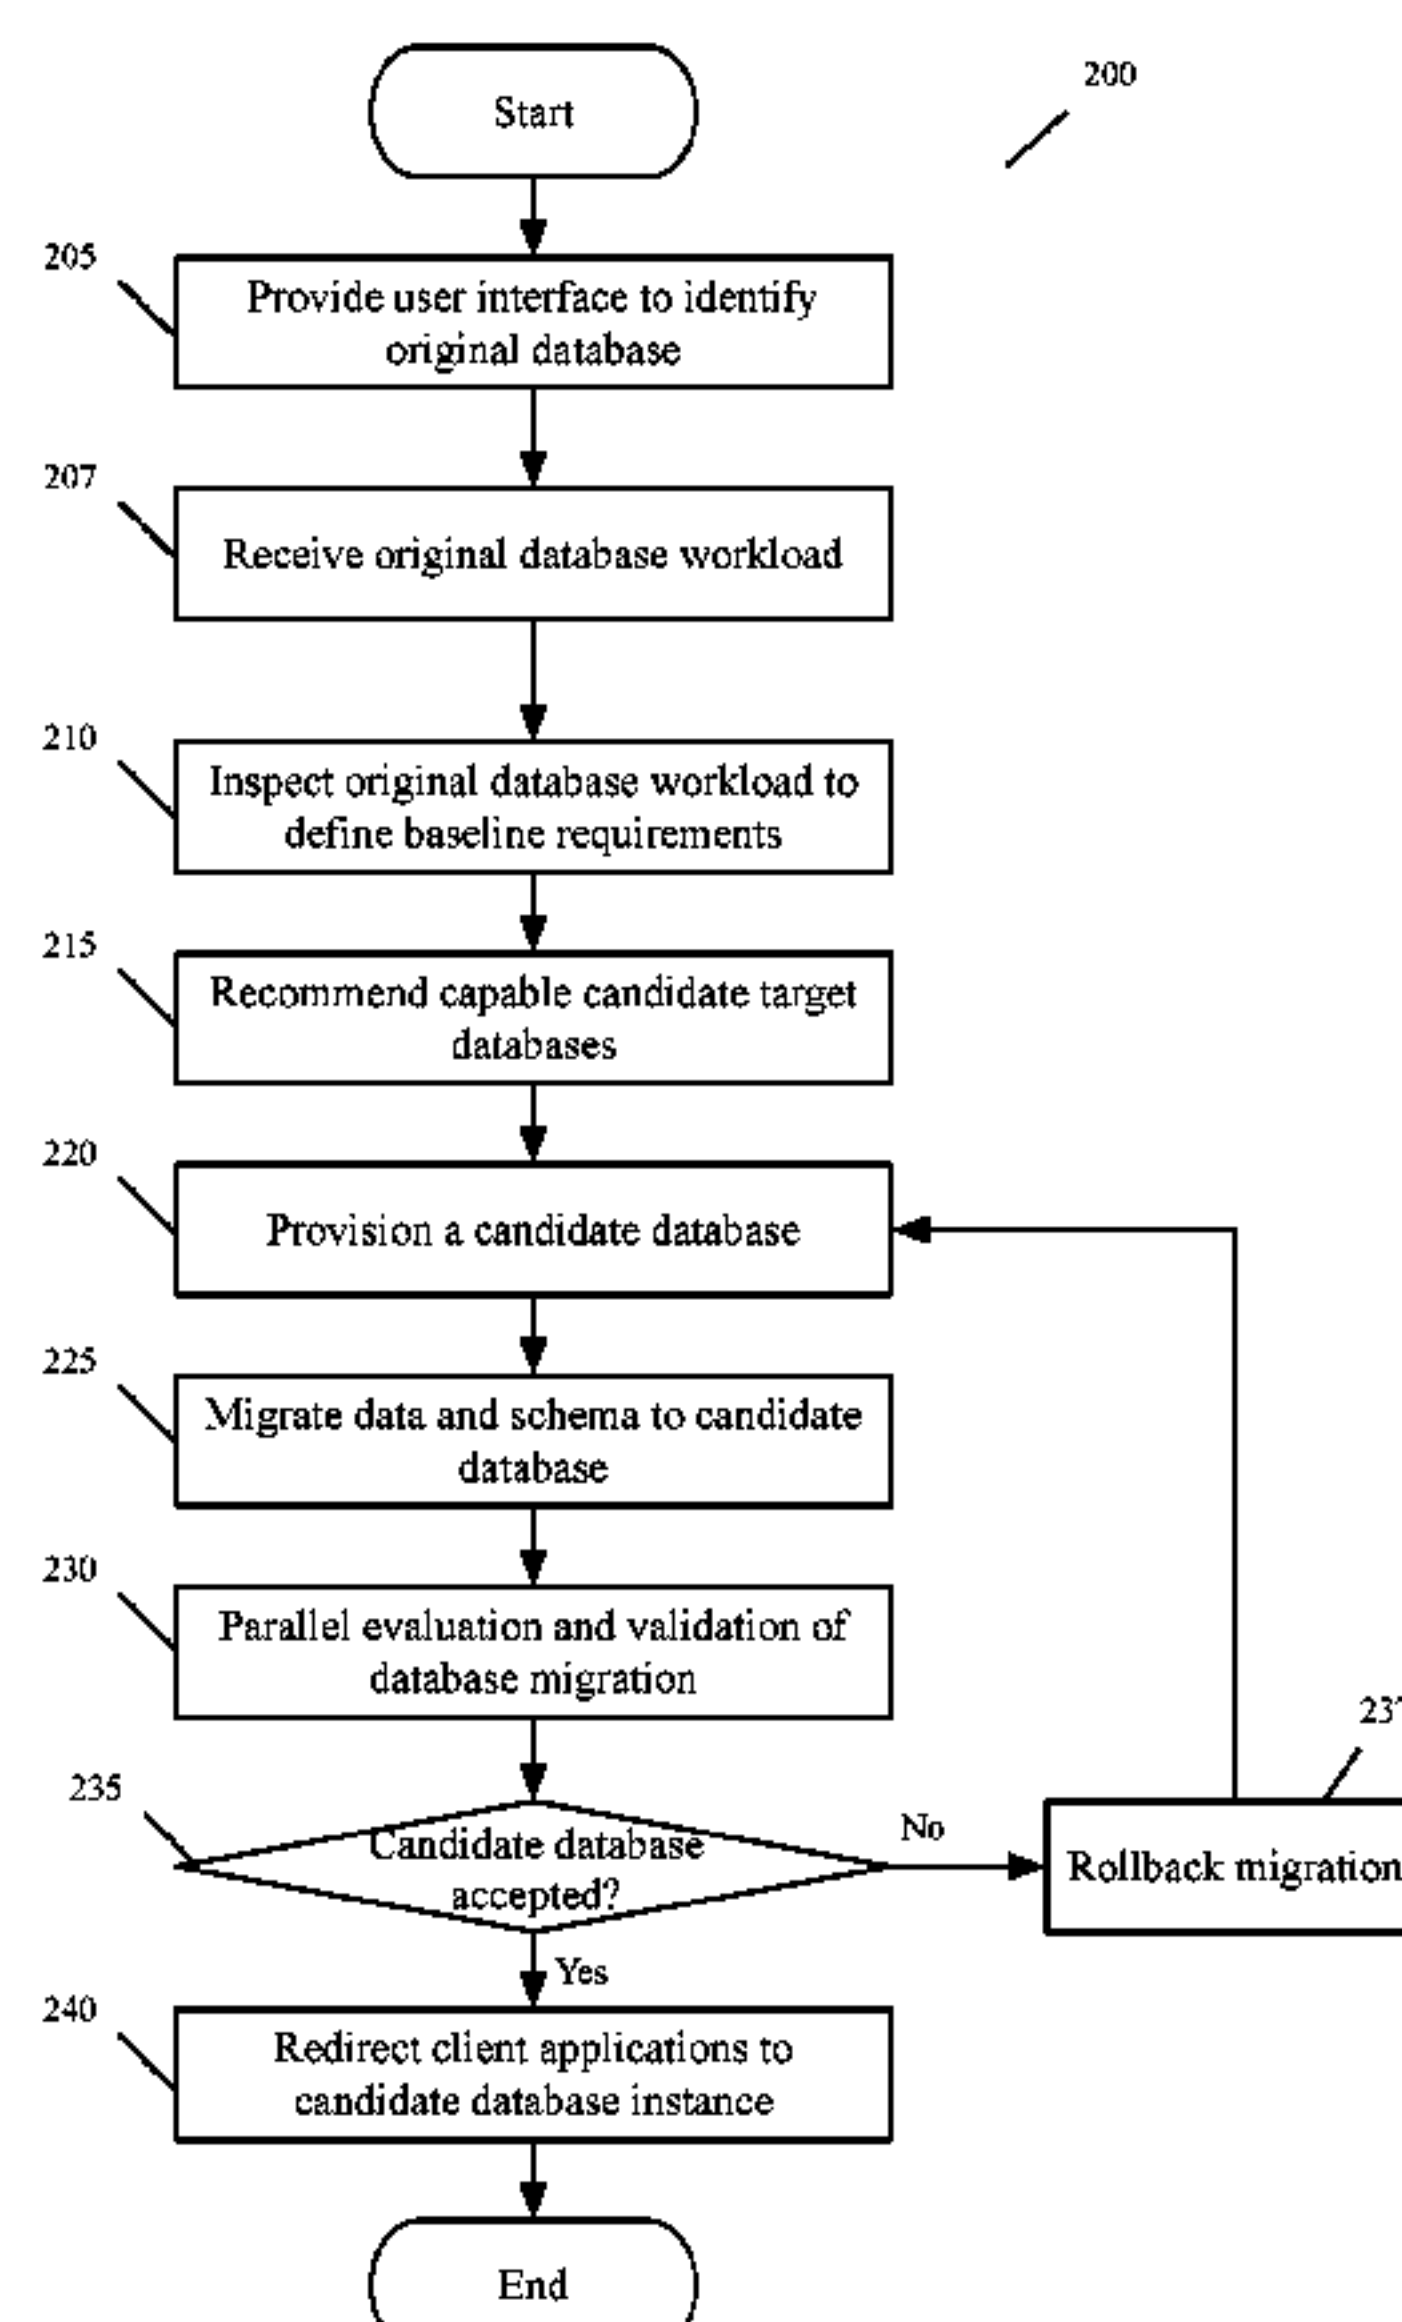 Start
200
205
Provide user interface to identify
original database
207
Receive original database workload
210
Inspect original database workload to
define baseline requirements
215
Recommend capable candidate target
databases
220
Provision a candidate database
225
Migrate data and schema to candidate
database
230
Parallel evaluation and validation of
database migration
235
Candidate database
accepted?
No
Rollback migration
Yes
240
Redirect client applications to
candidate database instance
End